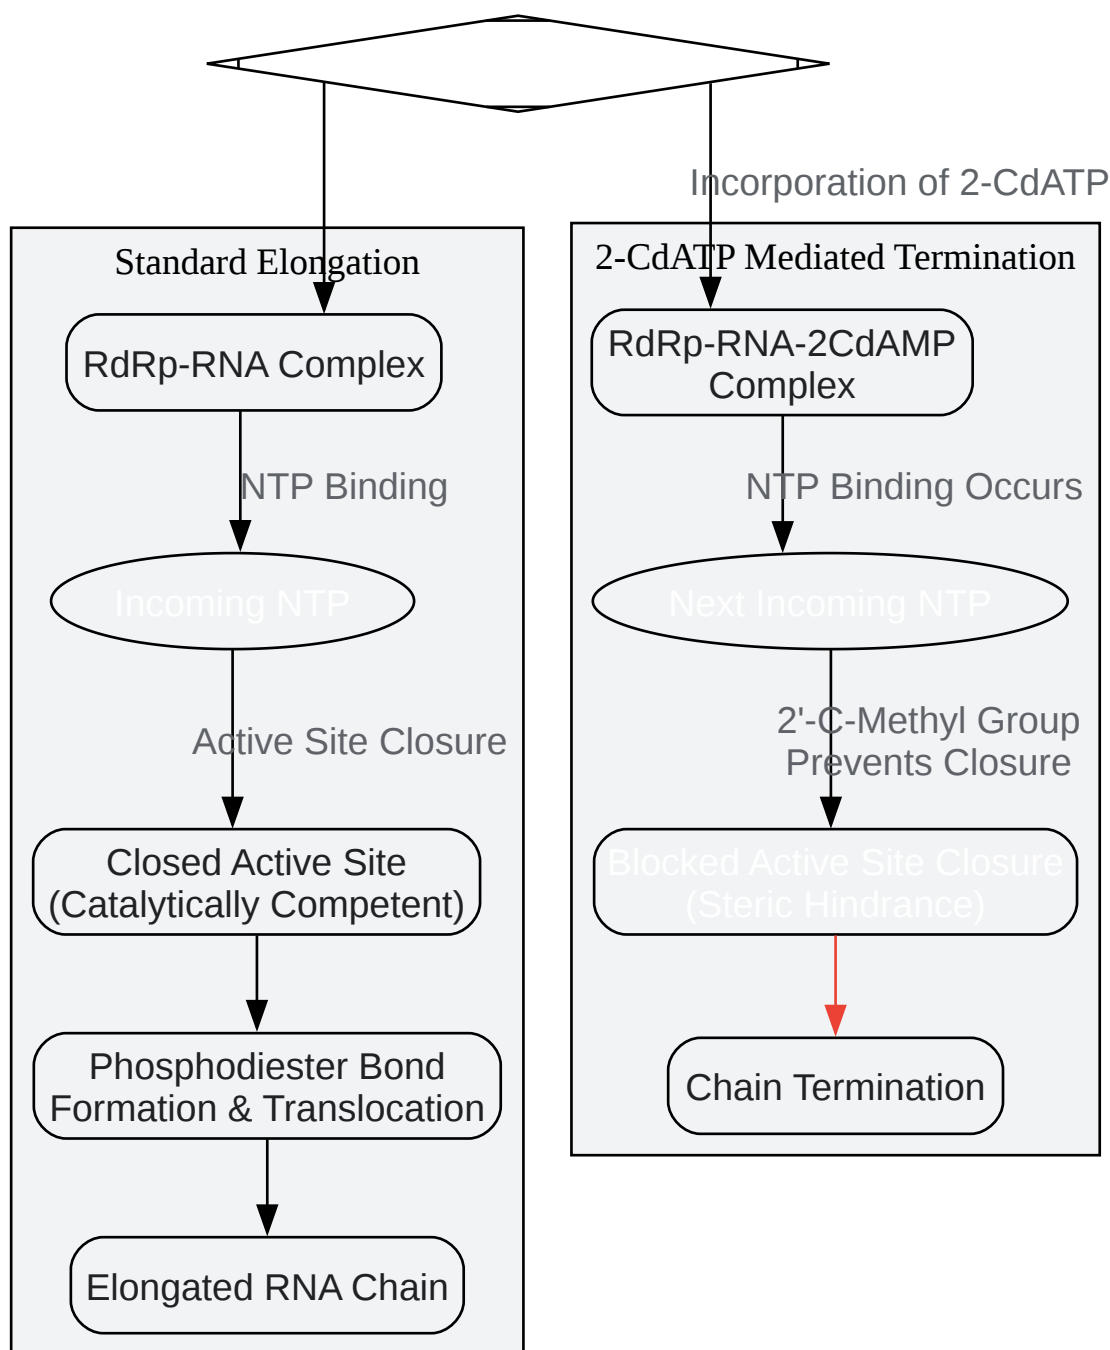 Incorporation of 2-CdATP
Standard Elongation
RdRp-RNA Complex
NTP Binding
Incoming NTP
Active Site Closure
Closed Active Site
(Catalytically Competent)
Phosphodiester Bond
Formation & Translocation
Elongated RNA Chain
2-CdATP Mediated Termination
RdRp-RNA-2CdAMP
Complex
NTP Binding Occurs
Next Incoming NTP
2'-C-Methyl Group
Prevents Closure
Blocked Active Site Closure
(Steric Hindrance)
Chain Termination